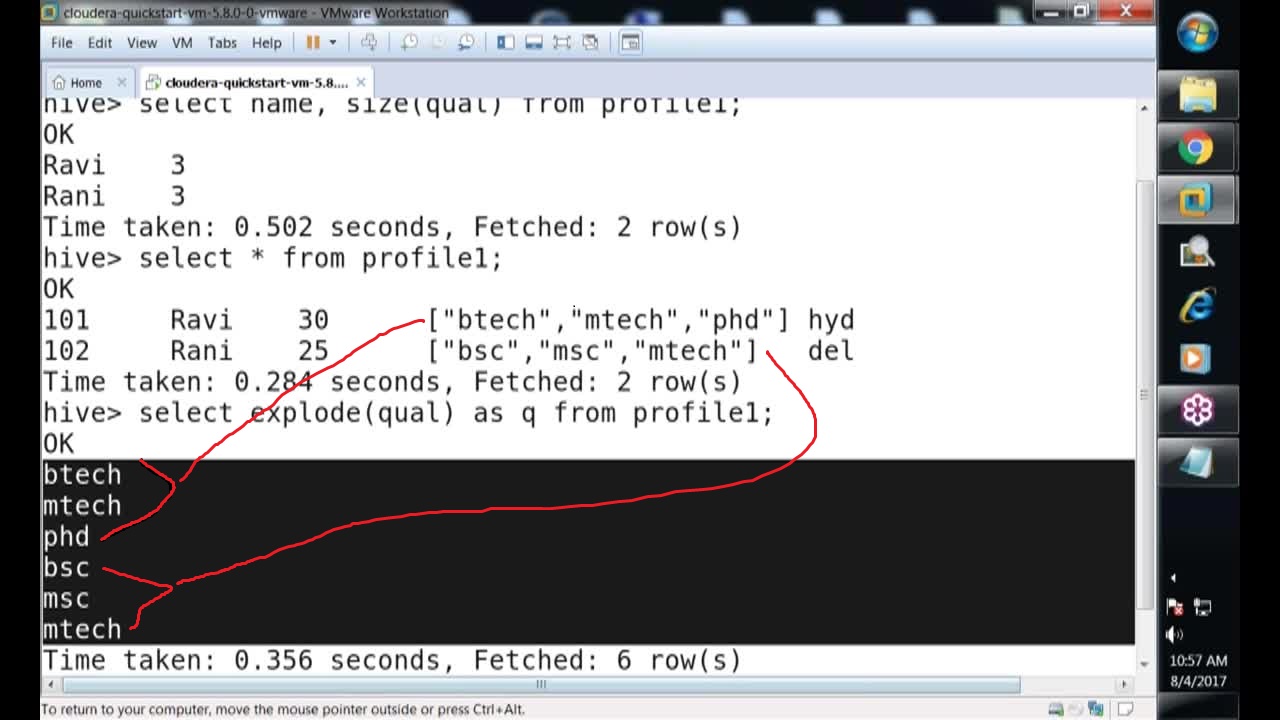 cloudera-quickstart-vm-5.8.0-0-vmware - VMware Workstation
File Edit View VM Tabs Help
Home cloudera-quickstart-vm-5.8....
hive> select name, size(qual) from profile1;
OK
Ravi 3
Rani 3
Time taken: 0.502 seconds, Fetched: 2 row(s)
hive> select * from profile1;
OK
101 Ravi 30 ["btech","mtech","phd"] hyd
102 Rani 25 ["bsc","msc","mtech"] del
Time taken: 0.284 seconds, Fetched: 2 row(s)
hive> select explode(qual) as q from profile1;
OK
btech
mtech
phd
bsc
msc
mtech
Time taken: 0.356 seconds, Fetched: 6 row(s)
To return to your computer, move the mouse pointer outside or press Ctrl+Alt.
10:57 AM
8/4/2017